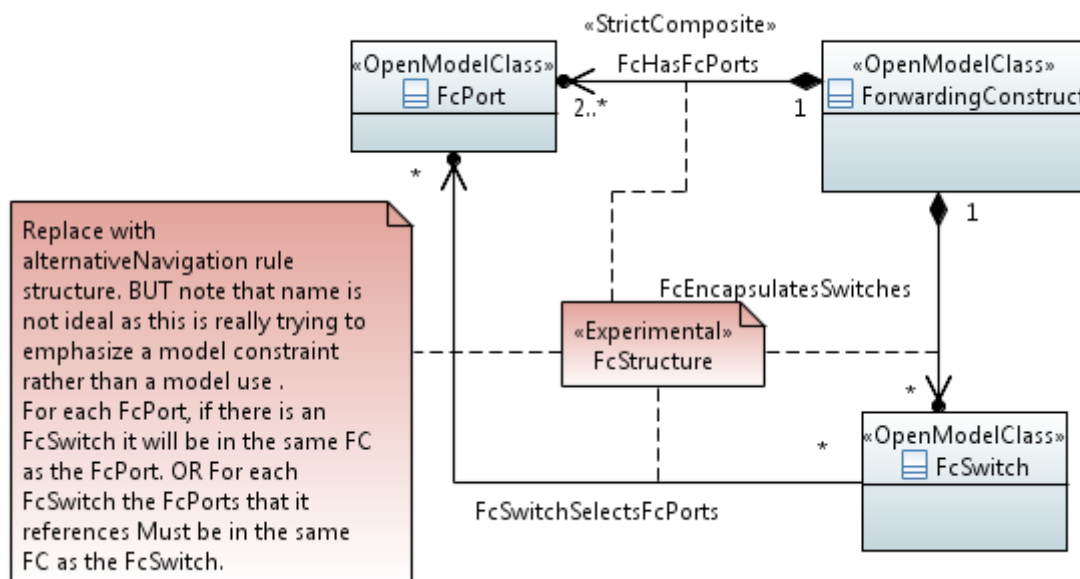 «StrictComposite»
FcHasFcPorts
«OpenModelClass»
FcPort
2..*
1
«OpenModelClass»
ForwardingConstruct
*
1
Replace with
alternativeNavigation rule
structure. BUT note that name is
not ideal as this is really trying to
emphasize a model constraint
rather than a model use .
For each FcPort, if there is an
FcSwitch it will be in the same FC
as the FcPort. OR For each
FcSwitch the FcPorts that it
references Must be in the same
FC as the FcSwitch.
FcEncapsulatesSwitches
«Experimental»
FcStructure
*
«OpenModelClass»
FcSwitch
*
FcSwitchSelectsFcPorts